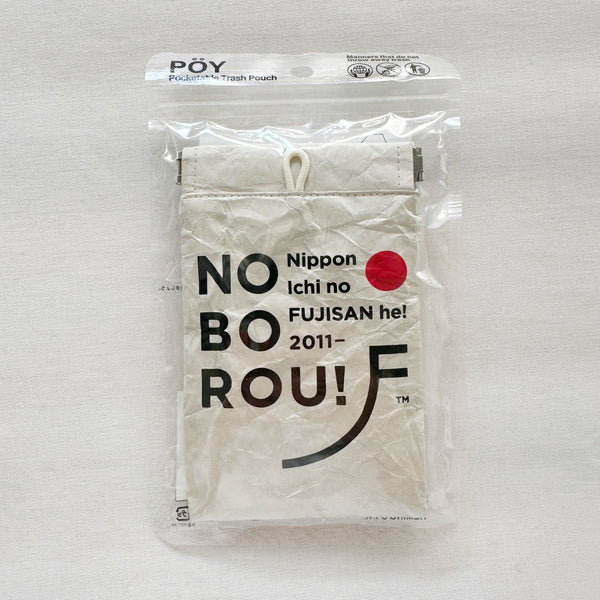 PÖY
Pocketable Trash Pouch
Manners that do not
throw away trash
NO
BO
ROU!
Nippon
Ichi no
FUJISAN he!
2011–
F
TM